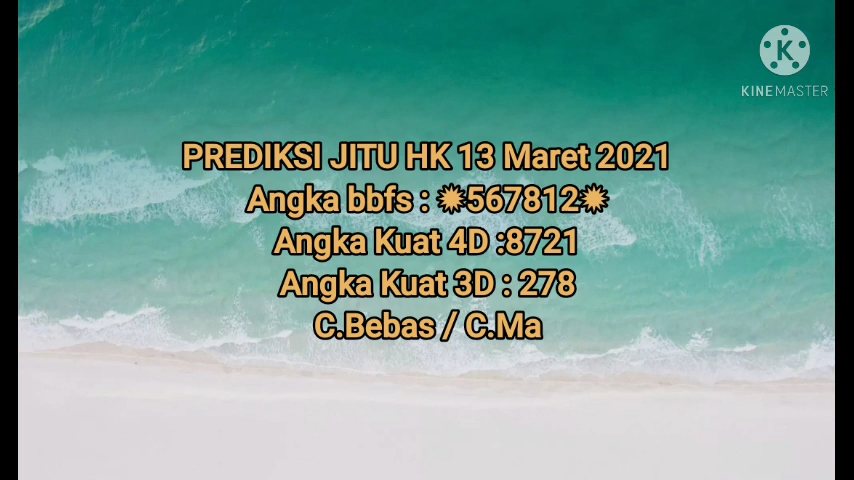 KINEMASTER
PREDIKSI JITU HK 13 Maret 2021
Angka bbfs : ✹567812✹
Angka Kuat 4D :8721
Angka Kuat 3D : 278
C.Bebas / C.Ma